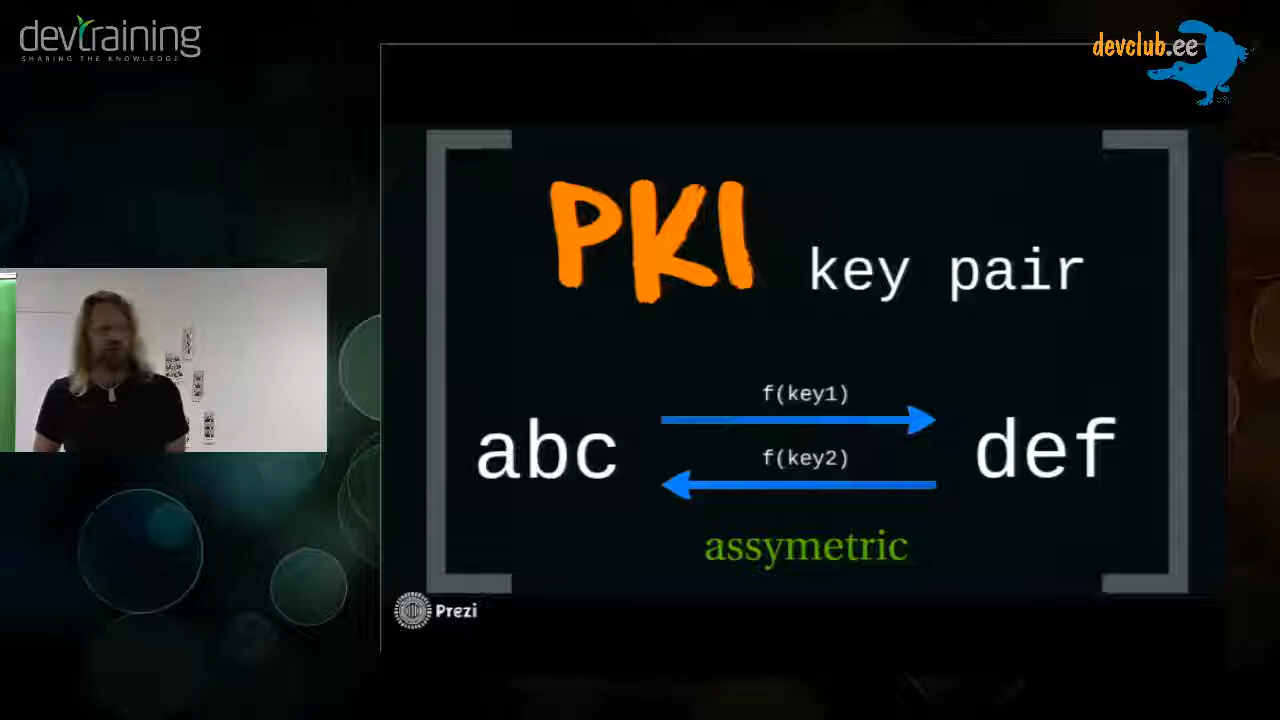 devtraining
SHARING THE KNOWLEDGE
devclub.ee
PKI key pair
f(key1)
abc def
f(key2)
assymetric
Prezi